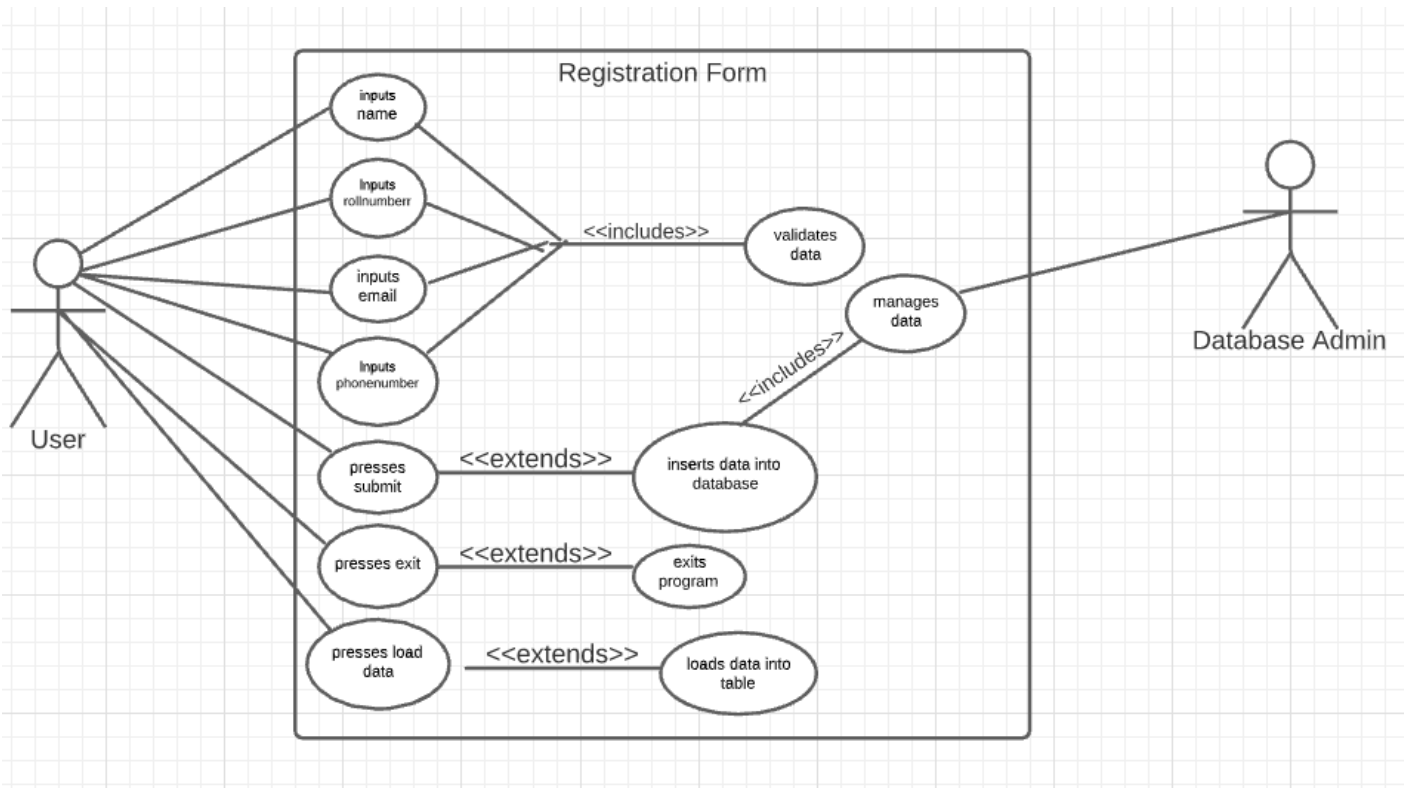 Registration Form
inputs
name
Inputs
rollnumberr
<<includes>>
validates
data
inputs
email
manages
data
Database Admin
<<includes>>
Inputs
phonenumber
User
presses
submit
<<extends>>
inserts data into
database
presses exit
<<extends>>
exits
program
presses load
data
<<extends>>
loads data into
table